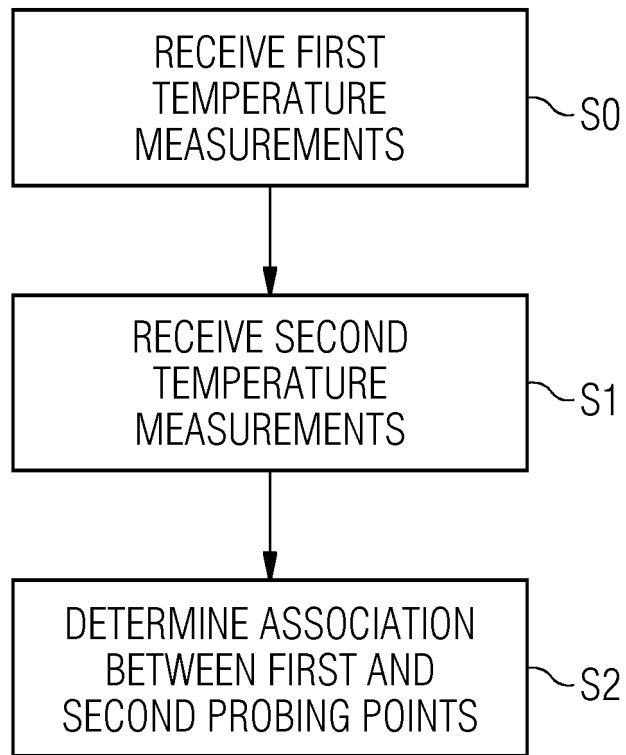 RECEIVE FIRST
TEMPERATURE
MEASUREMENTS
S0
RECEIVE SECOND
TEMPERATURE
MEASUREMENTS
S1
DETERMINE ASSOCIATION
BETWEEN FIRST AND
SECOND PROBING POINTS
S2